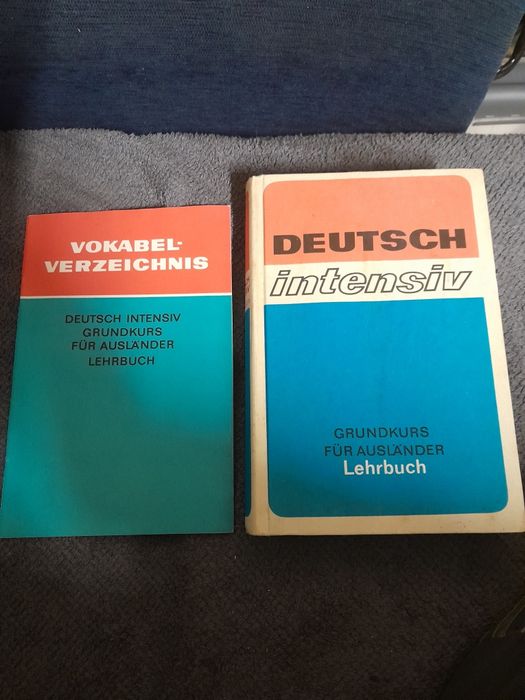 VOKABEL-
VERZEICHNIS
DEUTSCH INTENSIV
GRUNDKURS
FÜR AUSLÄNDER
LEHRBUCH
DEUTSCH
intensiv
GRUNDKURS
FÜR AUSLÄNDER
Lehrbuch